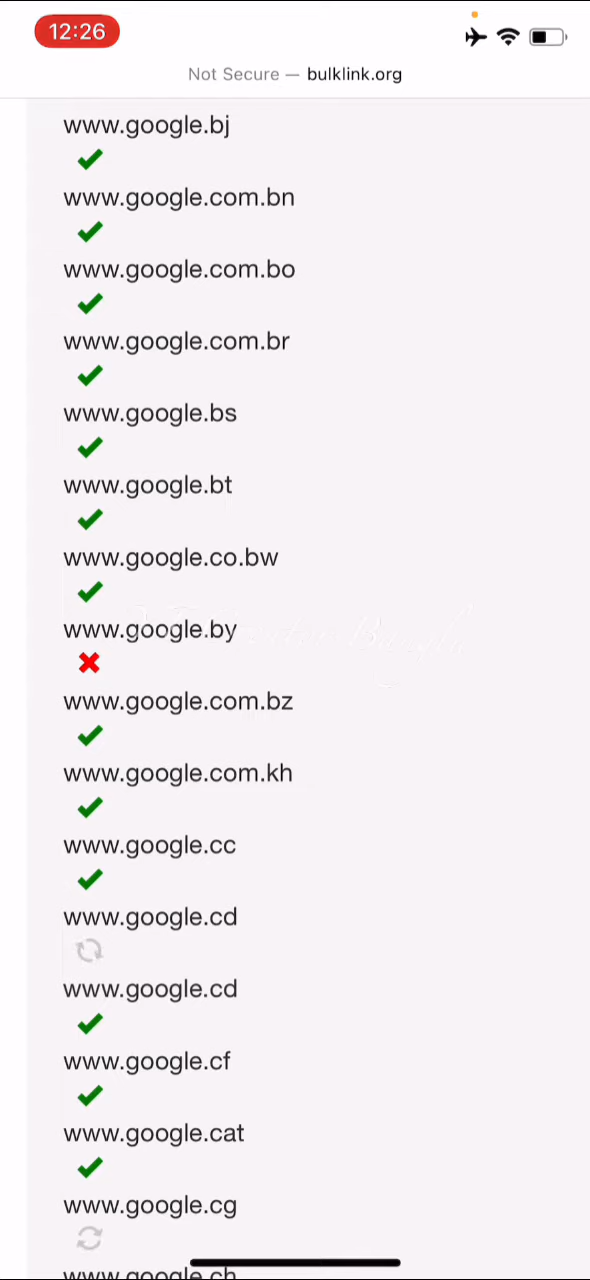 12:26
Not Secure — bulklink.org
www.google.bj
www.google.com.bn
www.google.com.bo
www.google.com.br
www.google.bs
www.google.bt
www.google.co.bw
www.google.by
www.google.com.bz
www.google.com.kh
www.google.cc
www.google.cd
www.google.cd
www.google.cf
www.google.cat
www.google.cg
www.google.ch